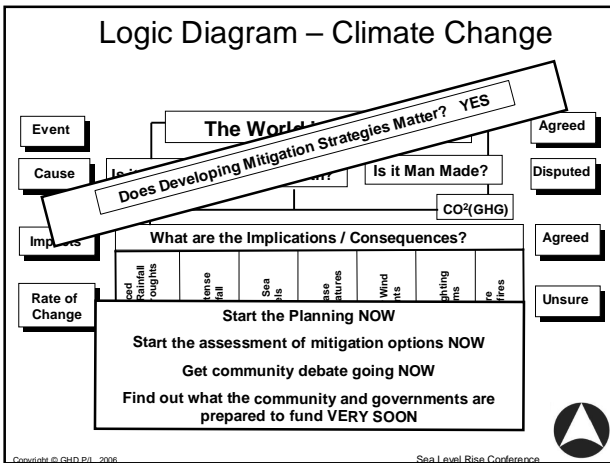 Logic Diagram – Climate Change
Does Developing Mitigation Strategies Matter? YES
Event
The World
Agreed
Cause
Is it Man Made?
Disputed
CO²(GHG)
What are the Implications / Consequences?
Agreed
Rate of
Change
Sea
Wind
Unsure
Start the Planning NOW
Start the assessment of mitigation options NOW
Get community debate going NOW
Find out what the community and governments are
prepared to fund VERY SOON
Copyright © GHD P/L 2006
Sea Level Rise Conference